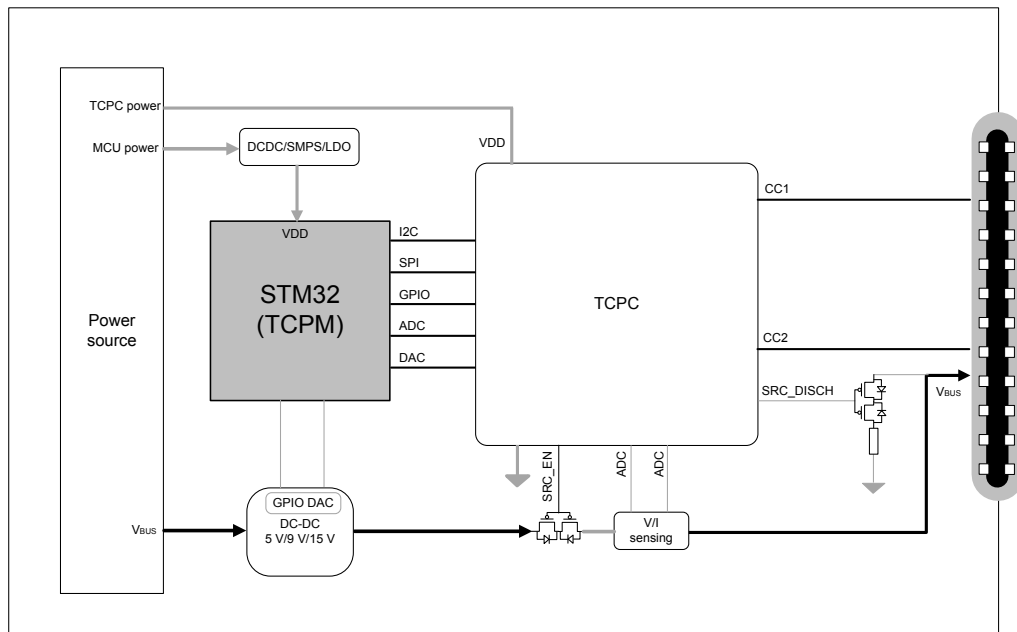 TCPC power
MCU power
DCDC/SMPS/LDO
VDD
VDD
STM32
(TCPM)
I2C
SPI
GPIO
ADC
DAC
TCPC
CC1
CC2
SRC_DISCH
VBUS
Power
source
SRC_EN
ADC
ADC
GPIO DAC
DC-DC
5 V/9 V/15 V
VBUS
V/I
sensing